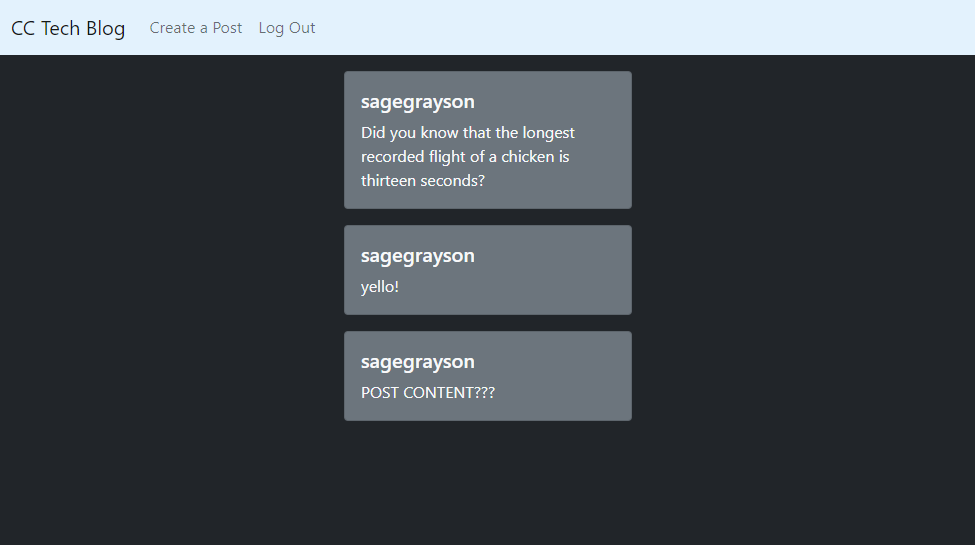 CC Tech Blog Create a Post Log Out
sagegrayson
Did you know that the longest
recorded flight of a chicken is
thirteen seconds?
sagegrayson
yello!
sagegrayson
POST CONTENT???